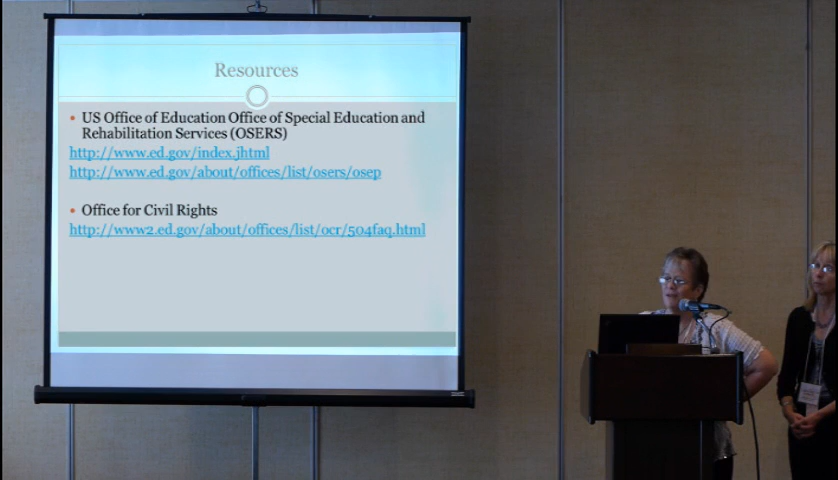 Resources
• US Office of Education Office of Special Education and
Rehabilitation Services (OSERS)
http://www.ed.gov/index.jhtml
http://www.ed.gov/about/offices/list/osers/osep
• Office for Civil Rights
http://www2.ed.gov/about/offices/list/ocr/504faq.html